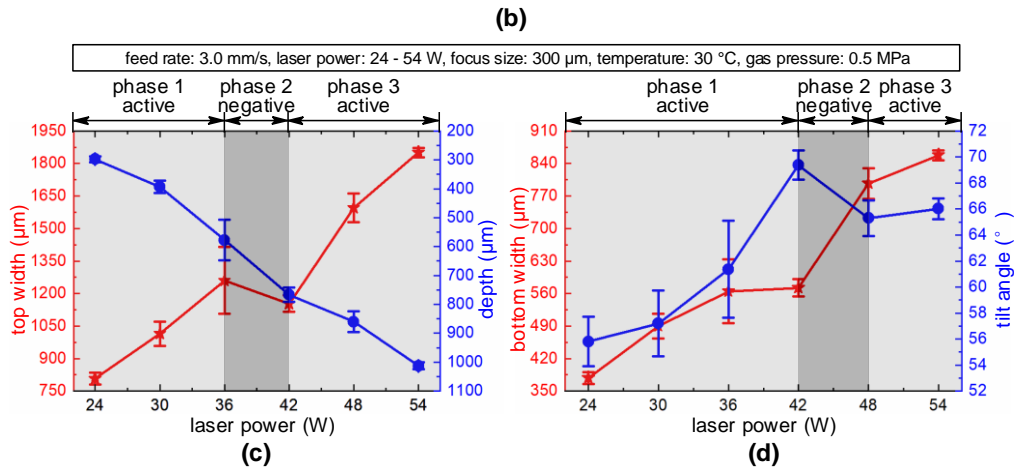 (b)
feed rate: 3.0 mm/s, laser power: 24 - 54 W, focus size: 300 μm, temperature: 30 °C, gas pressure: 0.5 MPa
phase 1
active
phase 2
negative
phase 3
active
1950
1800
1650
1500
1350
1200
1050
900
750
top width (μm)
200
300
400
500
600
700
800
900
1000
1100
depth (μm)
24 30 36 42 48 54
laser power (W)
(c)
phase 1
active
phase 2
negative
phase 3
active
910
840
770
700
630
560
490
420
350
bottom width (μm)
72
70
68
66
64
62
60
58
56
54
52
tilt angle (°)
24 30 36 42 48 54
laser power (W)
(d)